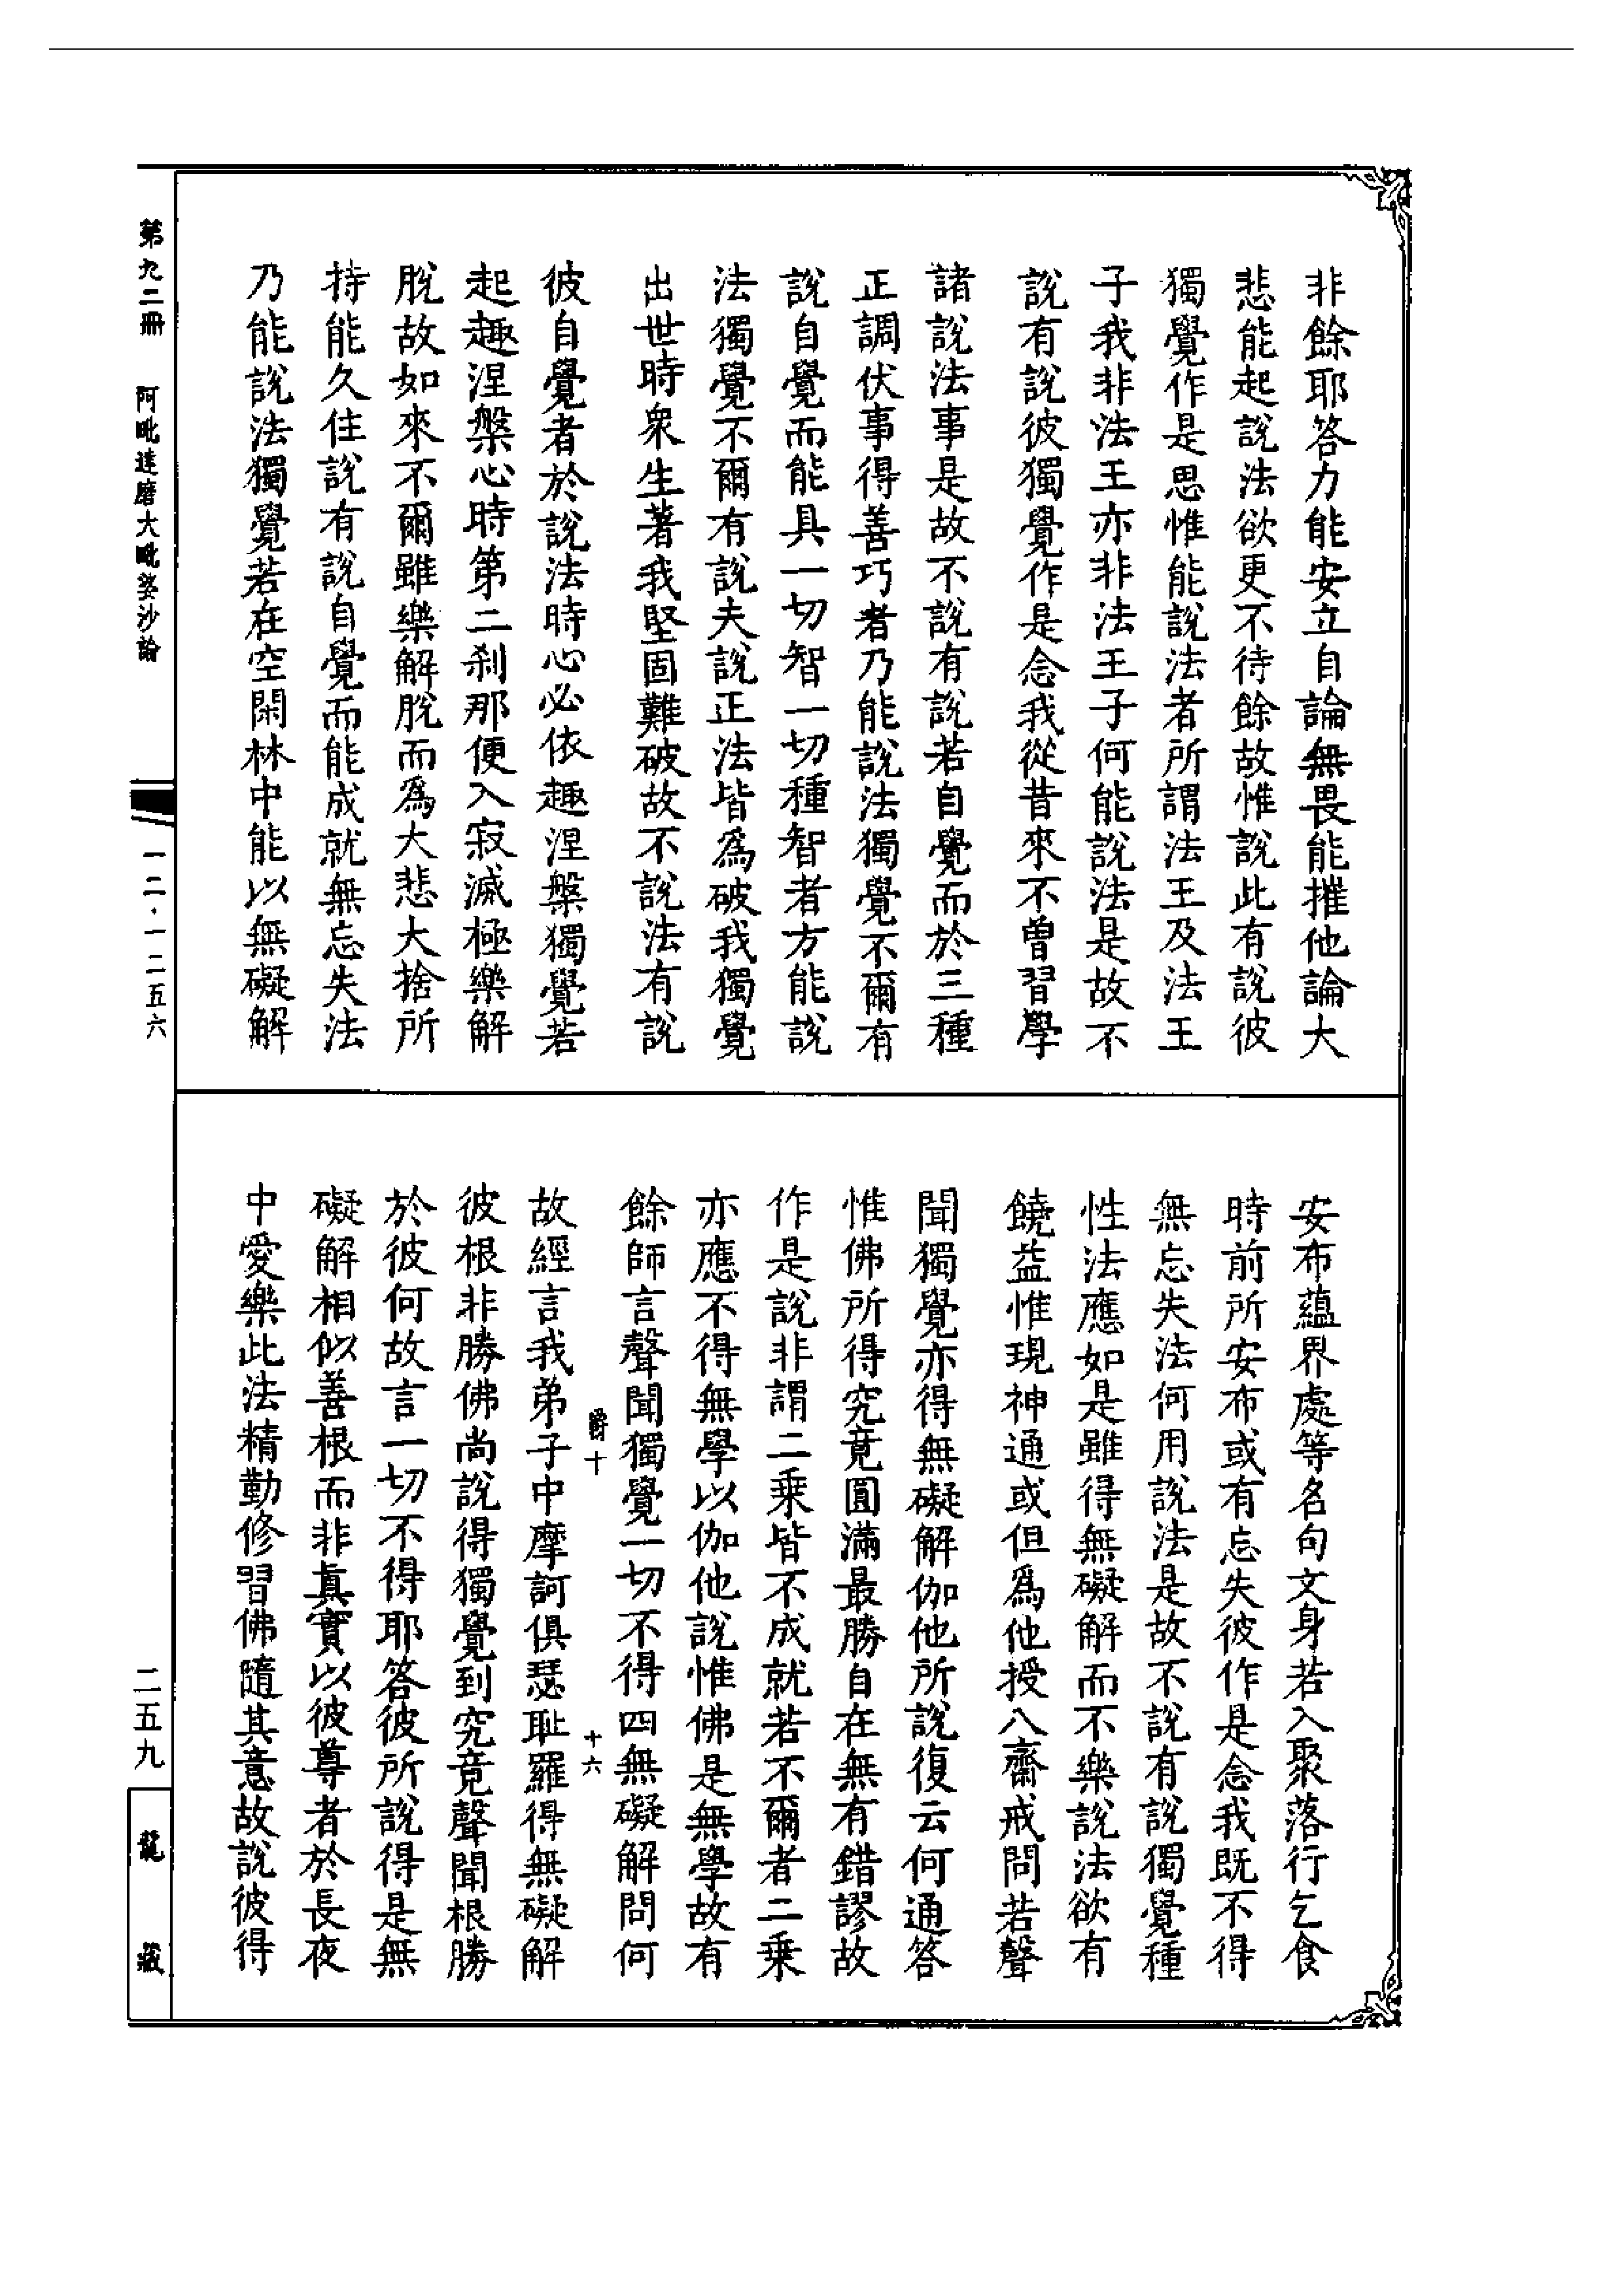 非餘耶答力能安立自論無畏能摧他論大
悲能起說法欲更不待餘故惟說此有說彼
獨覺作是思惟能說法者所謂法王及法王
子我非法王亦非法王子何能說法是故不
說有說彼獨覺作是念我從昔來不曾習學
諸說法事是故不說有說若自覺而於三種
正調伏事得善巧者乃能說法獨覺不爾有
說自覺而能具一切智一切種智者方能說
法獨覺不爾有說夫說正法皆為破我獨覺
出世時衆生著我堅固難破故不說法有說
彼自覺者於說法時心必依趣涅槃獨覺若
起趣涅槃心時第二剎那便入寂滅極樂解
脫故如來不爾雖樂解脫而為大悲大捨所
持能久住說有說自覺而能成就無忘失法
乃能說法獨覺若在空閑林中能以無礙解
安布蘊界處等名句文身若入聚落行乞食
時前所安布或有忘失彼作是念我既不得
無忘失法何用說法是故不說有說獨覺種
性法應如是雖得無礙解而不樂說法欲有
饒益惟現神通或但為他授八齋戒問若聲
聞獨覺亦得無礙解伽他所說復云何通答
惟佛所得究竟圓滿最勝自在無有錯謬故
作是說非謂二乘皆不成就若不爾者二乘
亦應不得無學以伽他說惟佛是無學故有
餘師言聲聞獨覺一切不得四無礙解問何
爵十 十六
故經言我弟子中摩訶俱瑟恥羅得無礙解
彼根非勝佛尚說得獨覺到究竟聲聞根勝
於彼何故言一切不得耶答彼所說得是無
礙解相似善根而非真實以彼尊者於長夜
中愛樂此法精勤修習佛隨其意故說彼得
第九二冊 阿毗達磨大毗婆沙論 一二·一二五六 二五九 龍藏